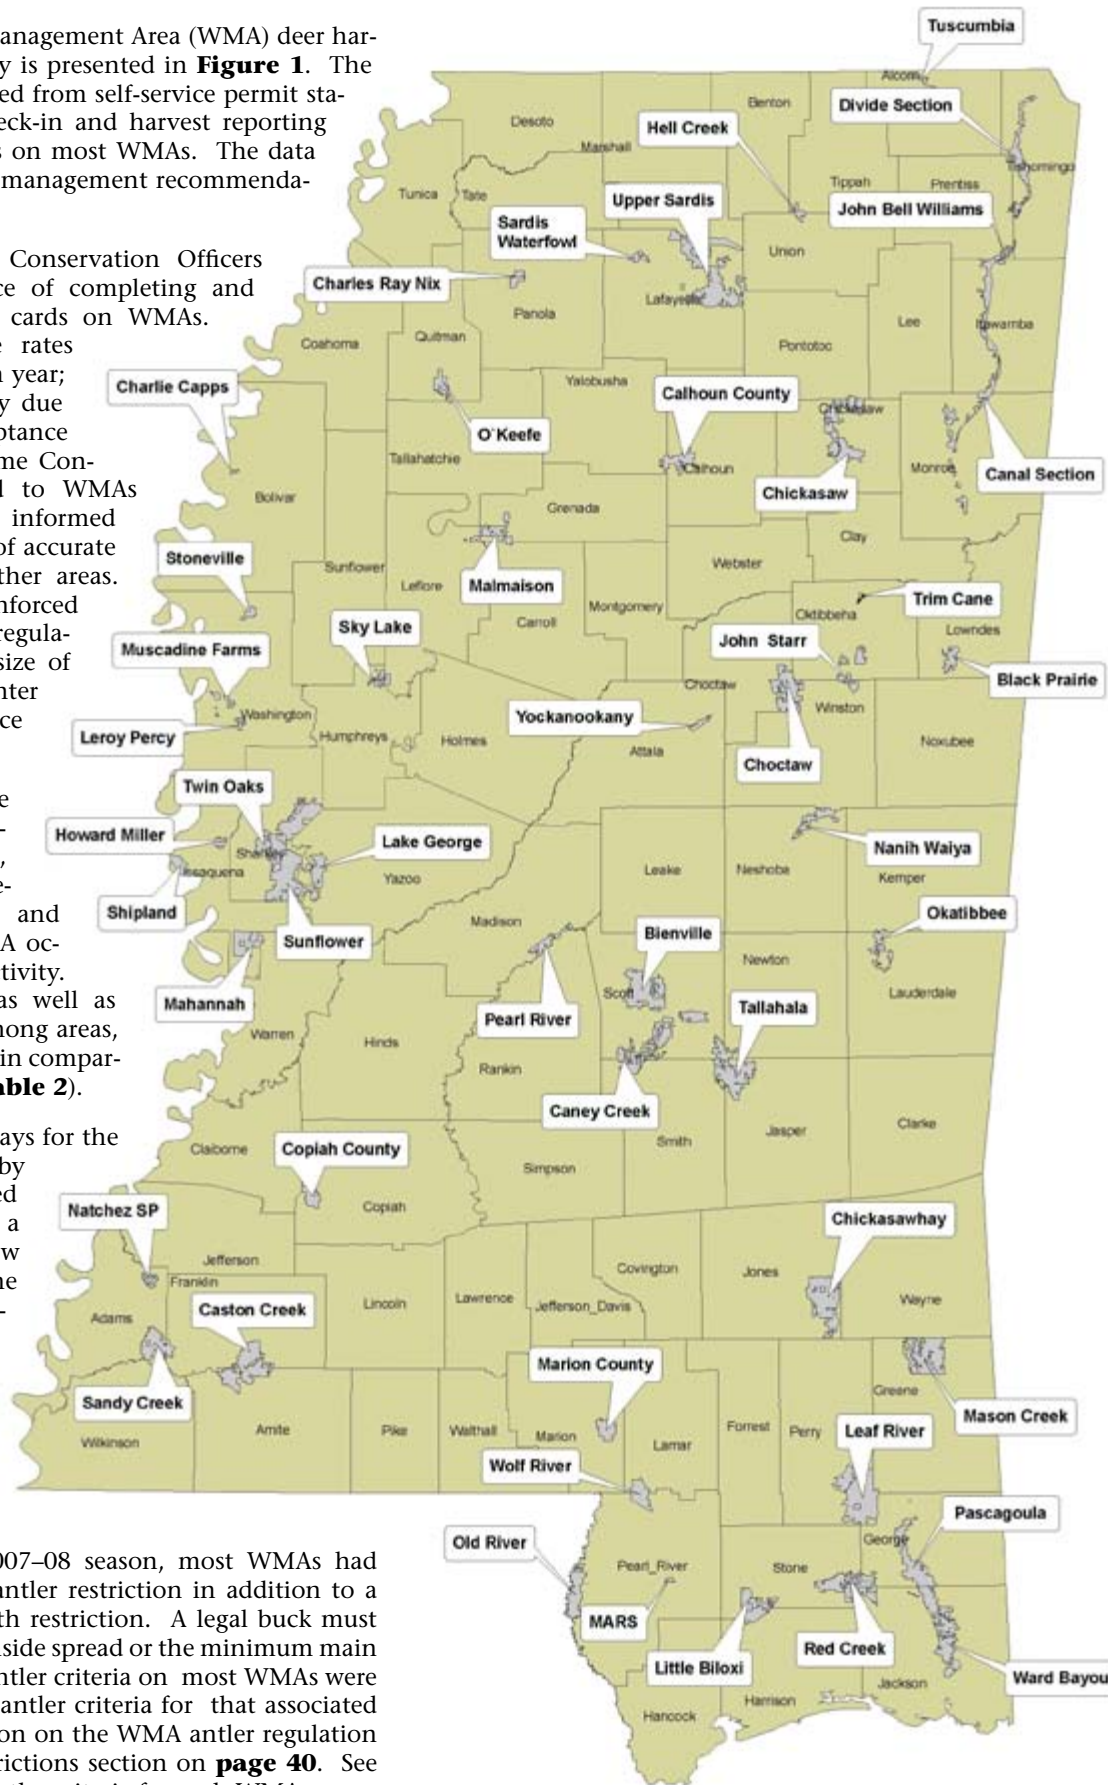 anagement Area (WMA) deer har-
y is presented in Figure 1. The
ed from self-service permit sta-
eck-in and harvest reporting
s on most WMAs. The data
management recommenda-
Conservation Officers
ce of completing and
cards on WMAs.
e rates
n year;
y due
ptance
me Con-
d to WMAs
informed
of accurate
ther areas.
nforced
regula-
size of
nter
ce
e
-
,
e-
and
A oc-
tivity.
as well as
mong areas,
in compar-
able 2).
ays for the
by
ed
a
w
ne
-
007–08 season, most WMAs had
antler restriction in addition to a
th restriction. A legal buck must
nside spread or the minimum main
ntler criteria on most WMAs were
antler criteria for that associated
on on the WMA antler regulation
rictions section on page 40. See
Tuscumbia
Alcorn
Divide Section
Benton
Desoto
Hell Creek
Marshall
Tishomingo
Tippah
Prentiss
Tunica
Tate
Upper Sardis
John Bell Williams
Sardis
Waterfowl
Union
Charles Ray Nix
Lafayette
Panola
Lee
Itawamba
Coahoma
Quitman
Pontotoc
Charlie Capps
Yalobusha
Calhoun County
Chickasaw
O`Keefe
Tallahatchie
Calhoun
Monroe
Canal Section
Bolivar
Chickasaw
Grenada
Clay
Stoneville
Sunflower
Leflore
Malmaison
Webster
Montgomery
Trim Cane
Oktibbeha
Carroll
Sky Lake
John Starr
Lowndes
Muscadine Farms
Black Prairie
Choctaw
Winston
Washington
Yockanookany
Leroy Percy
Humphreys
Holmes
Attala
Noxubee
Choctaw
Twin Oaks
Howard Miller
Lake George
Nanih Waiya
Sharkey
Issaquena
Yazoo
Leake
Neshoba
Kemper
Shipland
Madison
Okatibbee
Sunflower
Bienville
Newton
Mahannah
Scott
Lauderdale
Tallahala
Pearl River
Warren
Hinds
Rankin
Caney Creek
Clarke
Jasper
Smith
Claiborne
Copiah County
Simpson
Copiah
Natchez SP
Chickasawhay
Jefferson
Covington
Jones
Franklin
Wayne
Lincoln
Lawrence
Jefferson_Davis
Adams
Caston Creek
Marion County
Greene
Sandy Creek
Mason Creek
Amite
Pike
Walthall
Marion
Forrest
Perry
Leaf River
Wilkinson
Lamar
Wolf River
Pascagoula
Old River
George
Pearl_River
Stone
MARS
Red Creek
Little Biloxi
Ward Bayou
Jackson
Harrison
Hancock